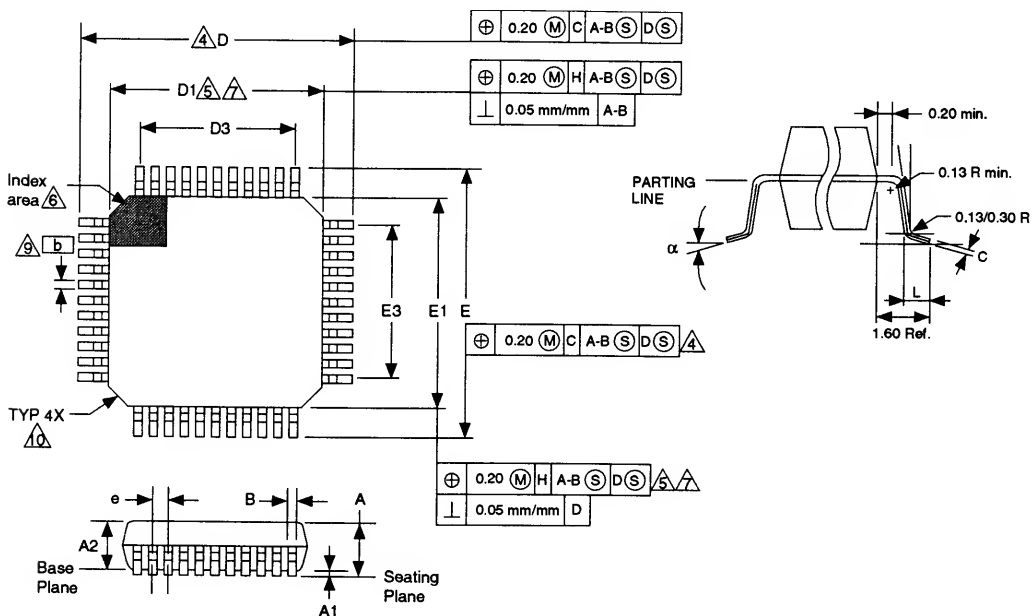 ⊕ 0.20 Ⓜ C A-B Ⓢ D Ⓢ
4 D
⊕ 0.20 Ⓜ H A-B Ⓢ D Ⓢ
D1 5 7
⊥ 0.05 mm/mm A-B
0.20 min.
D3
Index
area 6
PARTING
LINE
0.13 R min.
0.13/0.30 R
9 b
α
C
E3
E1
E
L
1.60 Ref.
⊕ 0.20 Ⓜ C A-B Ⓢ D Ⓢ 4
TYP 4X
10
⊕ 0.20 Ⓜ H A-B Ⓢ D Ⓢ 5 7
⊥ 0.05 mm/mm D
e
B
A
A2
Base
Plane
Seating
Plane
A1